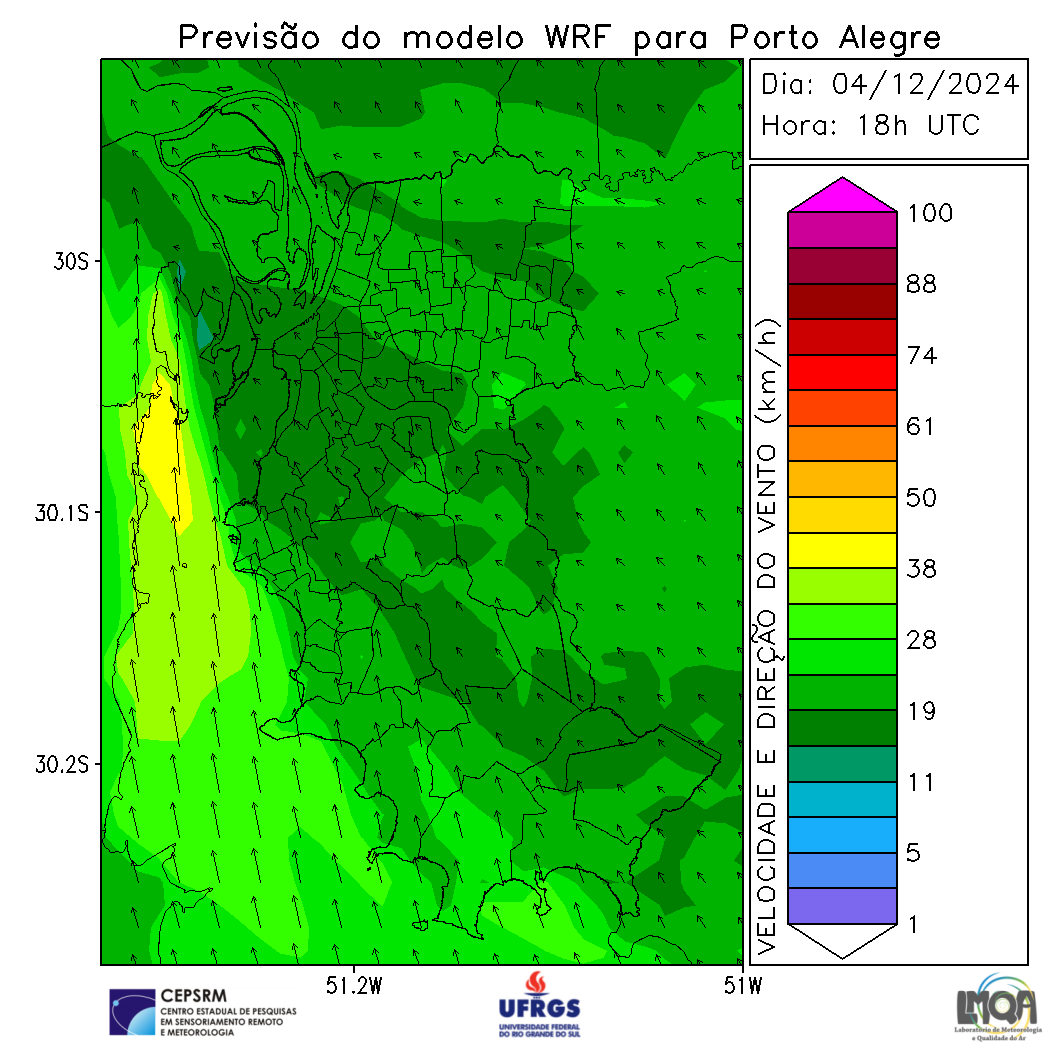 Previsão do modelo WRF para Porto Alegre
Dia: 04/12/2024
Hora: 18h UTC
30S
30.1S
30.2S
51.2W
51W
VELOCIDADE E DIREÇÃO DO VENTO (km/h)
100
88
74
61
50
38
28
19
11
5
1
CEPSRM
CENTRO ESTADUAL DE PESQUISAS
EM SENSORIAMENTO REMOTO
E METEOROLOGIA
UFRGS
UNIVERSIDADE FEDERAL
DO RIO GRANDE DO SUL
LMQA
Laboratório de Meteorologia
e Qualidade do Ar